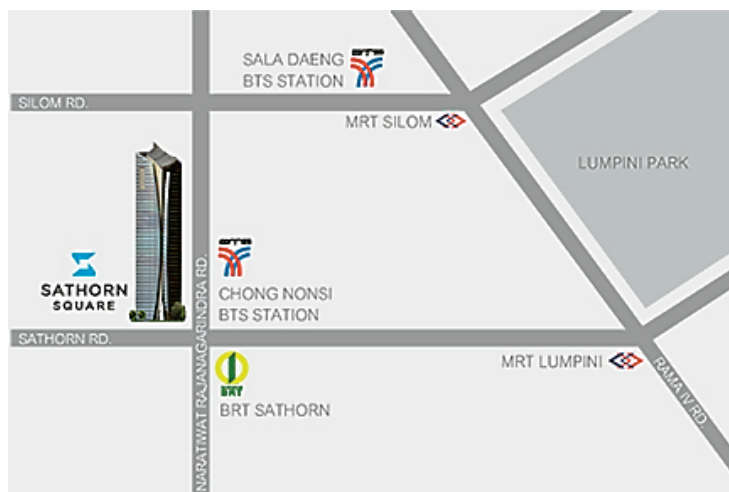 SALA DAENG
BTS STATION
SILOM RD.
MRT SILOM
LUMPINI PARK
SATHORN
SQUARE
CHONG NONSI
BTS STATION
NARATIWAT RAJANAGARINDRA RD.
SATHORN RD.
MRT LUMPINI
RAMA IV RD.
BRT
BRT SATHORN